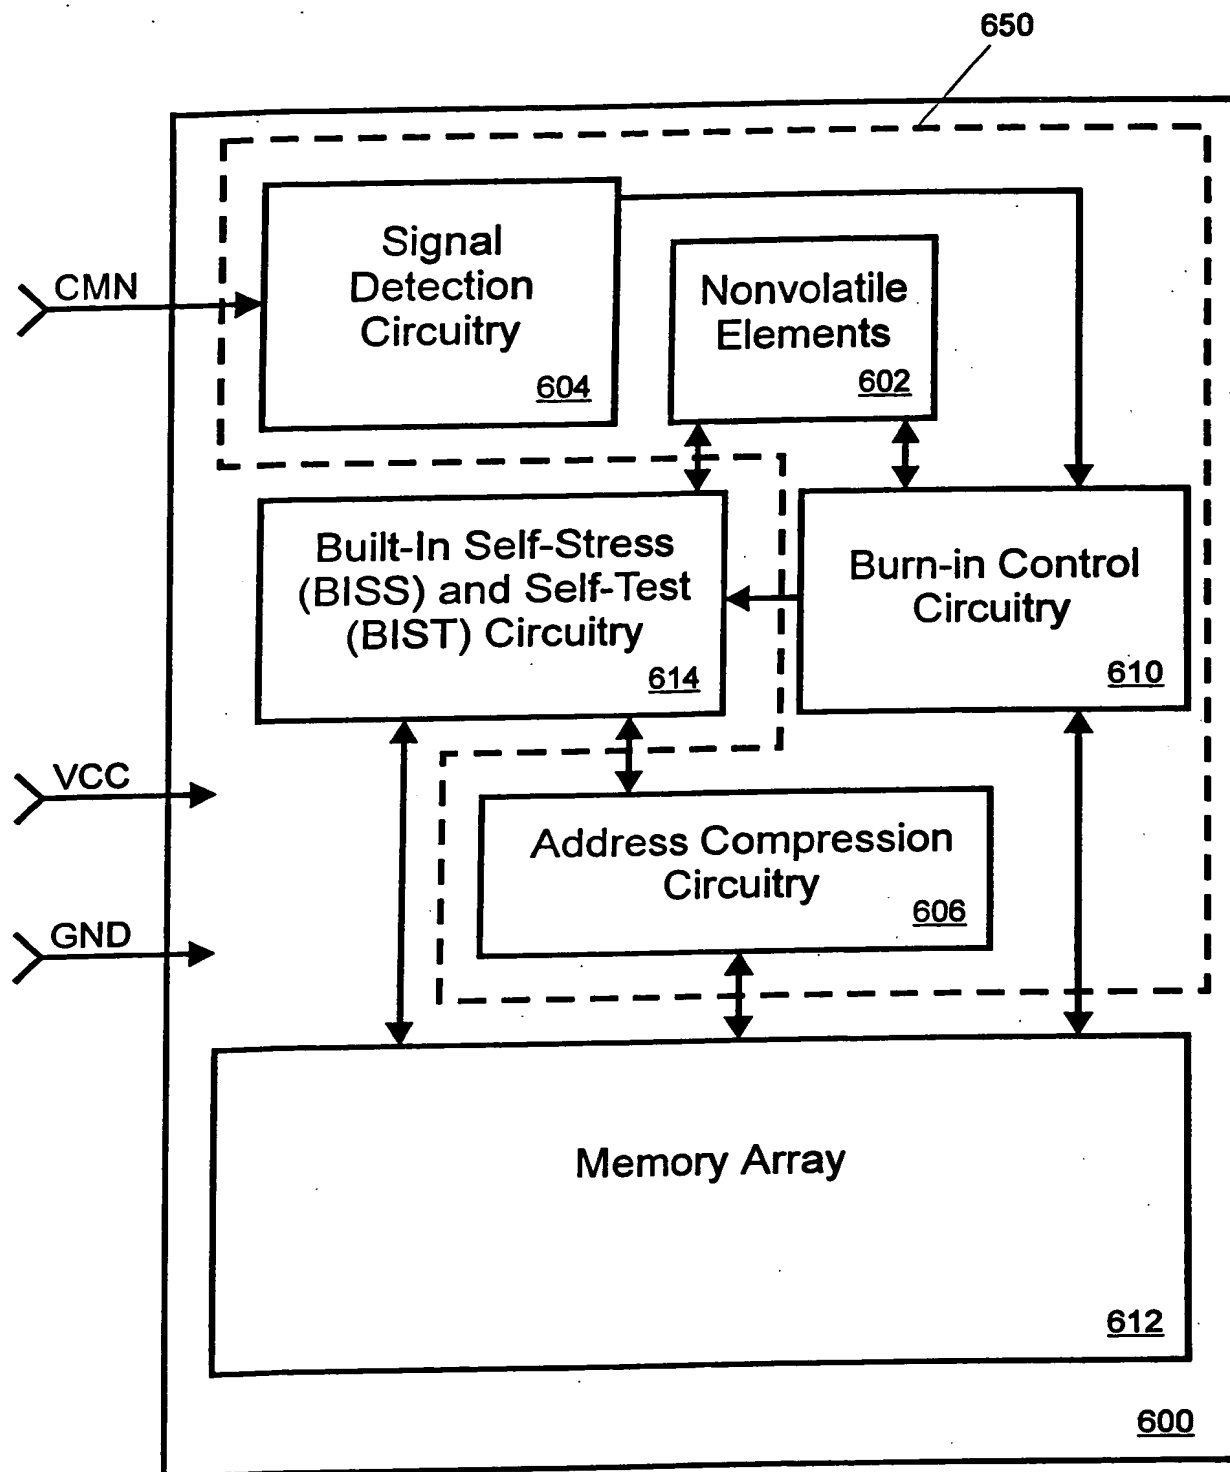 650
CMN
Signal
Detection
Circuitry
604
Nonvolatile
Elements
602
Built-In Self-Stress
(BISS) and Self-Test
(BIST) Circuitry
614
Burn-in Control
Circuitry
610
VCC
Address Compression
Circuitry
606
GND
Memory Array
612
600